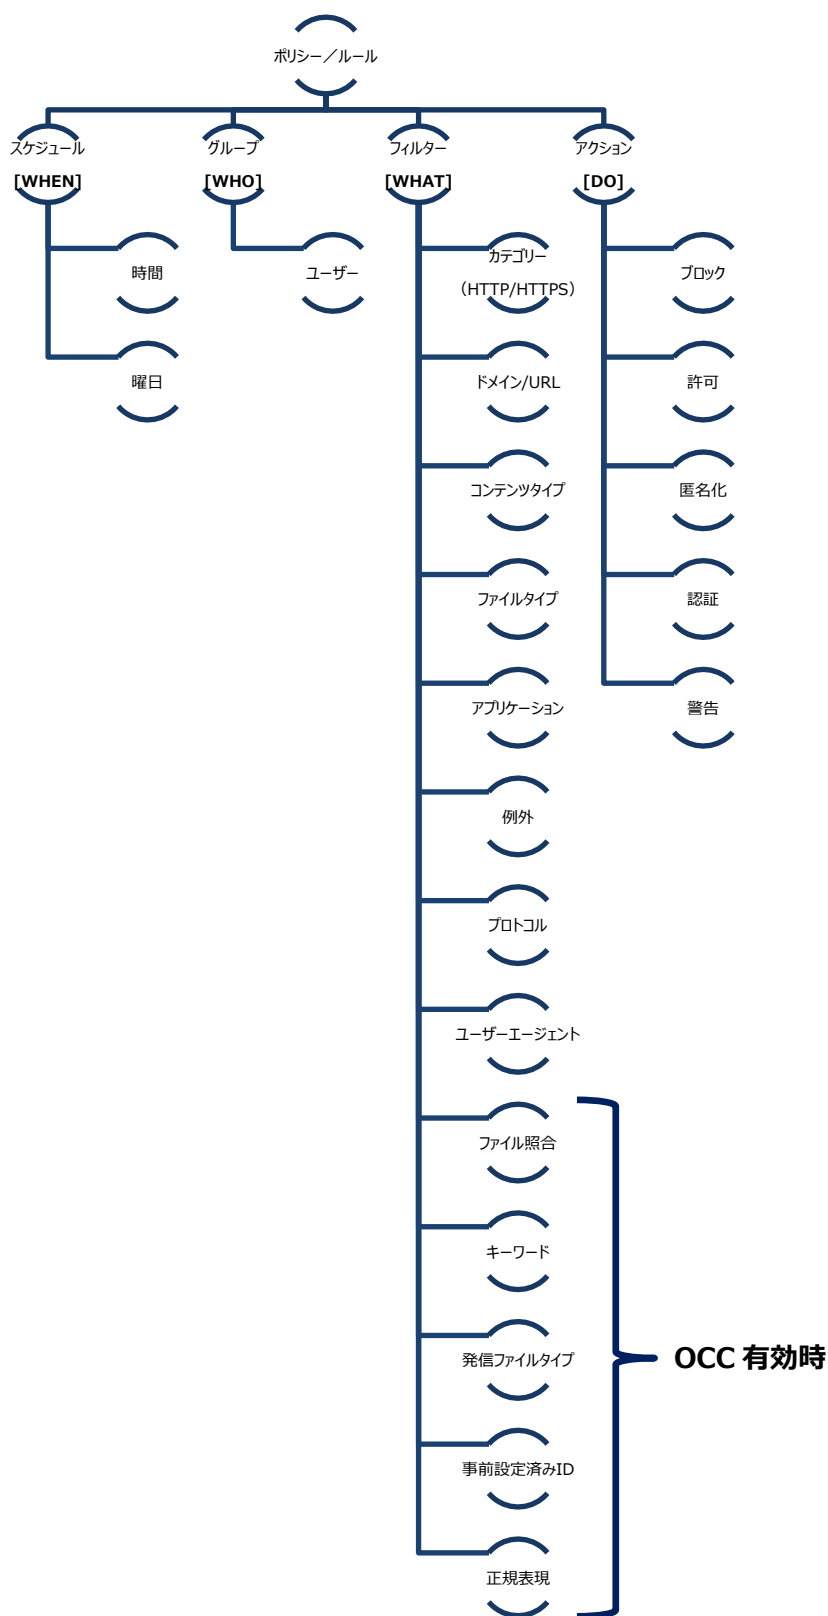 ポリシー／ルール
スケジュール
[WHEN]
時間
曜日
グループ
[WHO]
ユーザー
フィルター
[WHAT]
カテゴリー
（HTTP/HTTPS）
ドメイン/URL
コンテンツタイプ
ファイルタイプ
アプリケーション
例外
プロトコル
ユーザーエージェント
ファイル照合
キーワード
発信ファイルタイプ
事前設定済みID
正規表現
OCC 有効時
アクション
[DO]
ブロック
許可
匿名化
認証
警告